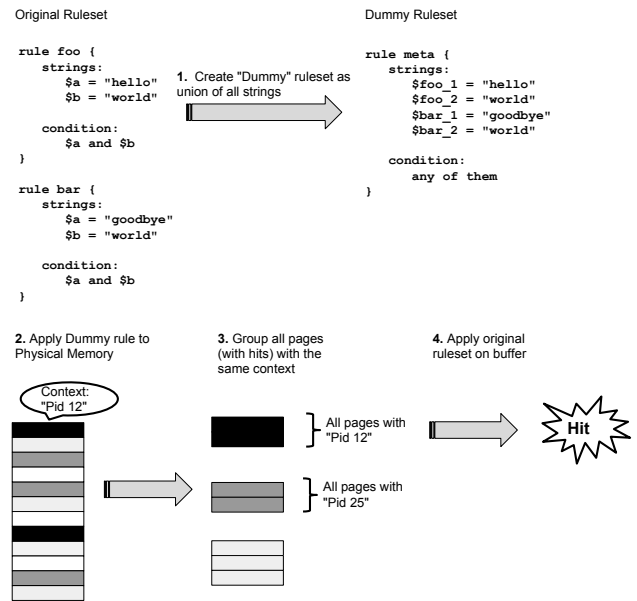 Original Ruleset
rule foo {
strings:
$a = "hello"
$b = "world"
condition:
$a and $b
}
rule bar {
strings:
$a = "goodbye"
$b = "world"
condition:
$a and $b
}
1. Create "Dummy" ruleset as
union of all strings
Dummy Ruleset
rule meta {
strings:
$foo_1 = "hello"
$foo_2 = "world"
$bar_1 = "goodbye"
$bar_2 = "world"
condition:
any of them
}
2. Apply Dummy rule to
Physical Memory
Context:
"Pid 12"
3. Group all pages
(with hits) with the
same context
All pages with
"Pid 12"
All pages with
"Pid 25"
4. Apply original
ruleset on buffer
Hit